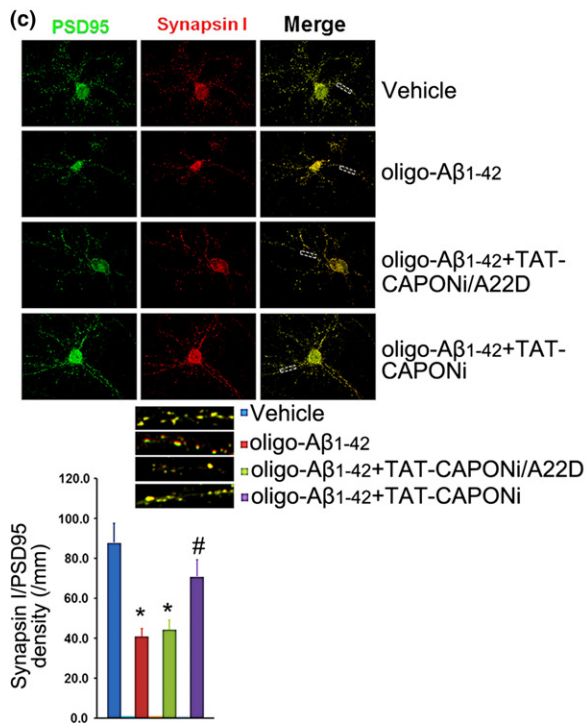 (c) PSD95 Synapsin I Merge
Vehicle
oligo-Aβ1-42
oligo-Aβ1-42+TAT-
CAPONi/A22D
oligo-Aβ1-42+TAT-
CAPONi
Vehicle
oligo-Aβ1-42
oligo-Aβ1-42+TAT-CAPONi/A22D
oligo-Aβ1-42+TAT-CAPONi
Synapsin I/PSD95
density (/mm)
120.0
100.0
80.0
60.0
40.0
20.0
0.0
* * #